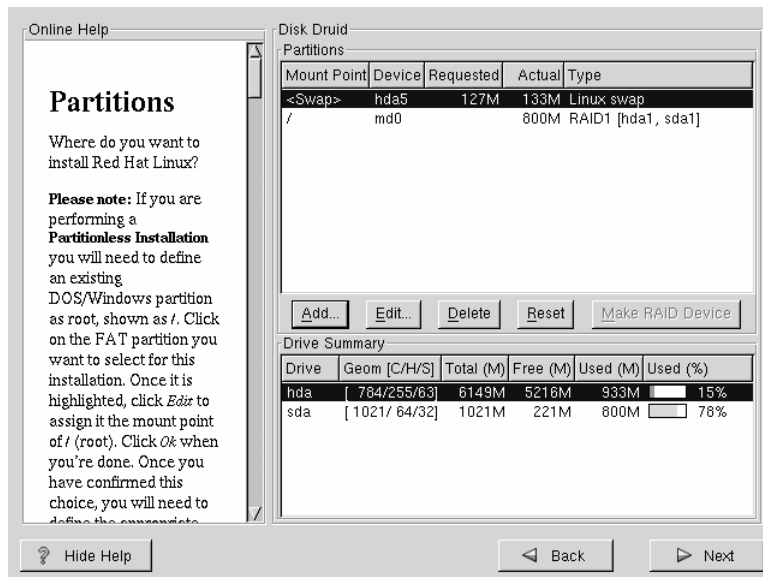 Online Help
Partitions
Where do you want to
install Red Hat Linux?
Please note: If you are
performing a
Partitionless Installation
you will need to define
an existing
DOS/Windows partition
as root, shown as /. Click
on the FAT partition you
want to select for this
installation. Once it is
highlighted, click Edit to
assign it the mount point
of / (root). Click Ok when
you're done. Once you
have confirmed this
choice, you will need to
define the appropriate
Disk Druid
Partitions
Mount Point Device Requested Actual Type
<Swap> hda5 127M 133M Linux swap
/ md0 800M RAID1 [hda1, sda1]
Add... Edit... Delete Reset Make RAID Device
Drive Summary
Drive Geom [C/H/S] Total (M) Free (M) Used (M) Used (%)
hda [ 784/255/63] 6149M 5216M 933M 15%
sda [ 1021/ 64/32] 1021M 221M 800M 78%
? Hide Help
Back
Next